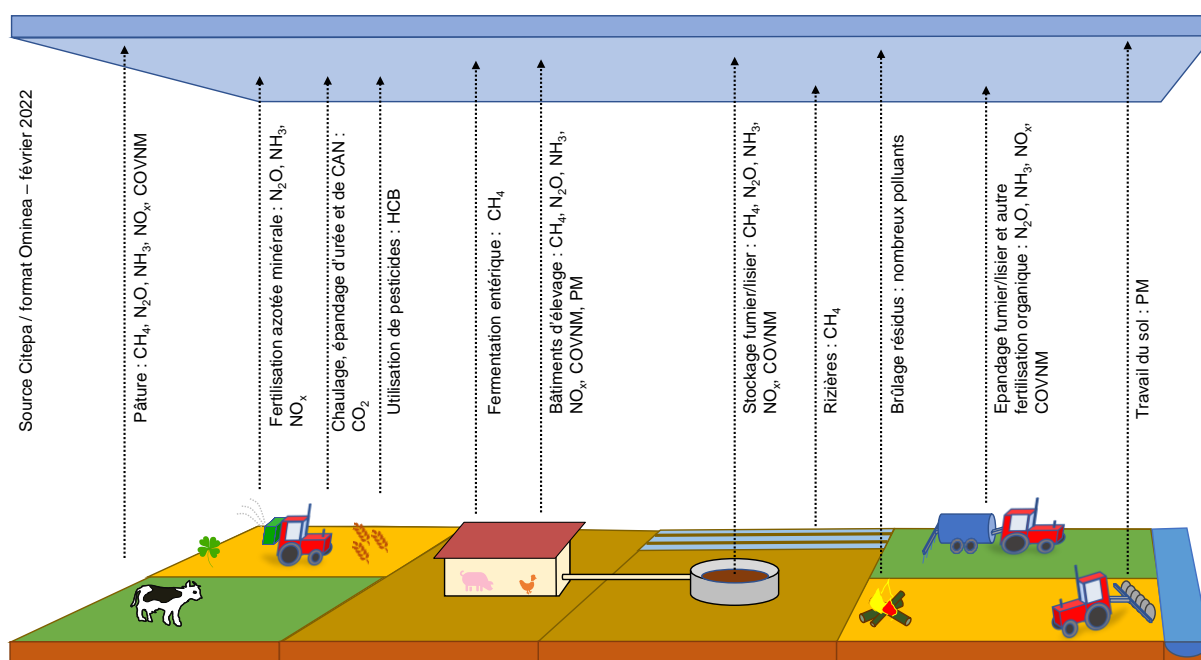 Source Citepa / format Ominea – février 2022
Pâture : CH₄, N₂O, NH₃, NOₓ, COVNM
Fertilisation azotée minérale : N₂O, NH₃,
NOₓ
Chaulage, épandage d'urée et de CAN :
CO₂
Utilisation de pesticides : HCB
Fermentation entérique : CH₄
Bâtiments d'élevage : CH₄, N₂O, NH₃,
NOₓ, COVNM, PM
Stockage fumier/lisier : CH₄, N₂O, NH₃,
NOₓ, COVNM
Rizières : CH₄
Brûlage résidus : nombreux polluants
Epandage fumier/lisier et autre
fertilisation organique : N₂O, NH₃, NOₓ,
COVNM
Travail du sol : PM